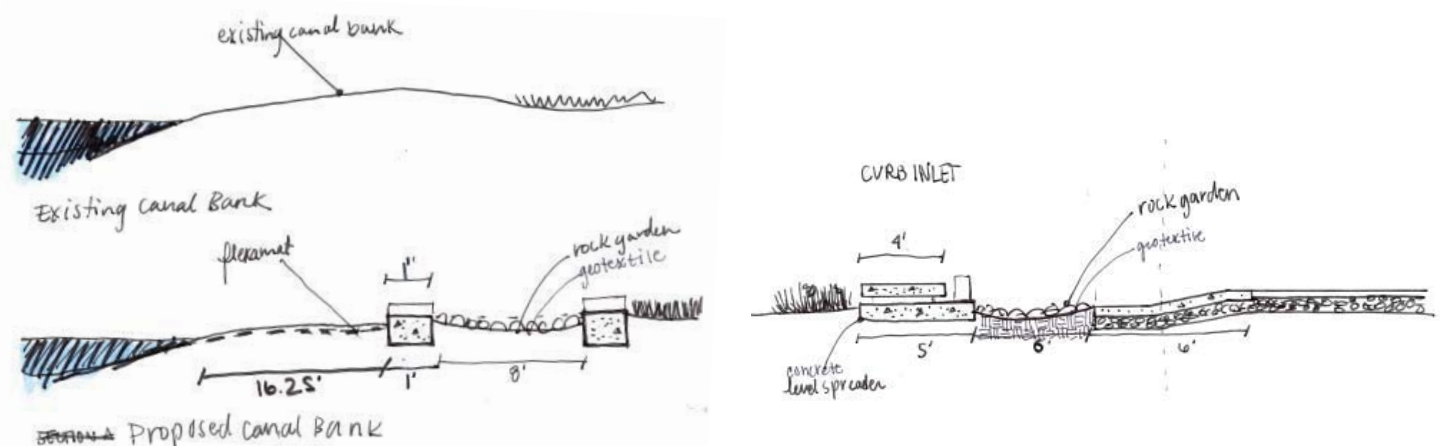 existing canal bank
Existing Canal Bank
flexamat
1"
rock garden
geotextile
16.25'
1'
8'
SECTION A Proposed Canal Bank
CURB INLET
rock garden
geotextile
4'
5'
6'
6'
concrete
level spreader